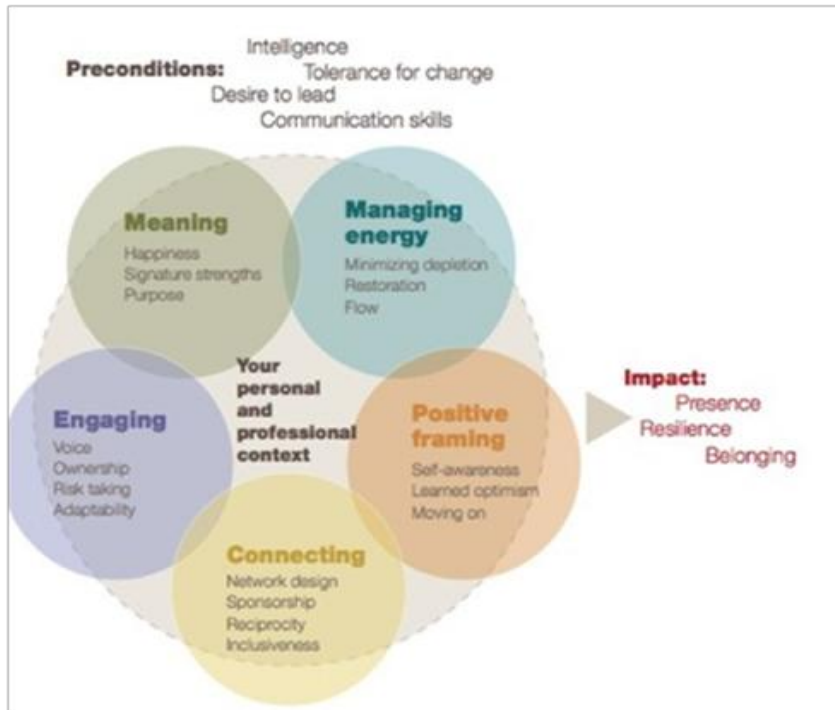 Intelligence
Preconditions:
Tolerance for change
Desire to lead
Communication skills
Meaning
Happiness
Signature strengths
Purpose
Managing
energy
Minimizing depletion
Restoration
Flow
Your
personal
and
professional
context
Engaging
Voice
Ownership
Risk taking
Adaptability
Positive
framing
Self-awareness
Learned optimism
Moving on
Connecting
Network design
Sponsorship
Reciprocity
Inclusiveness
Impact:
Presence
Resilience
Belonging